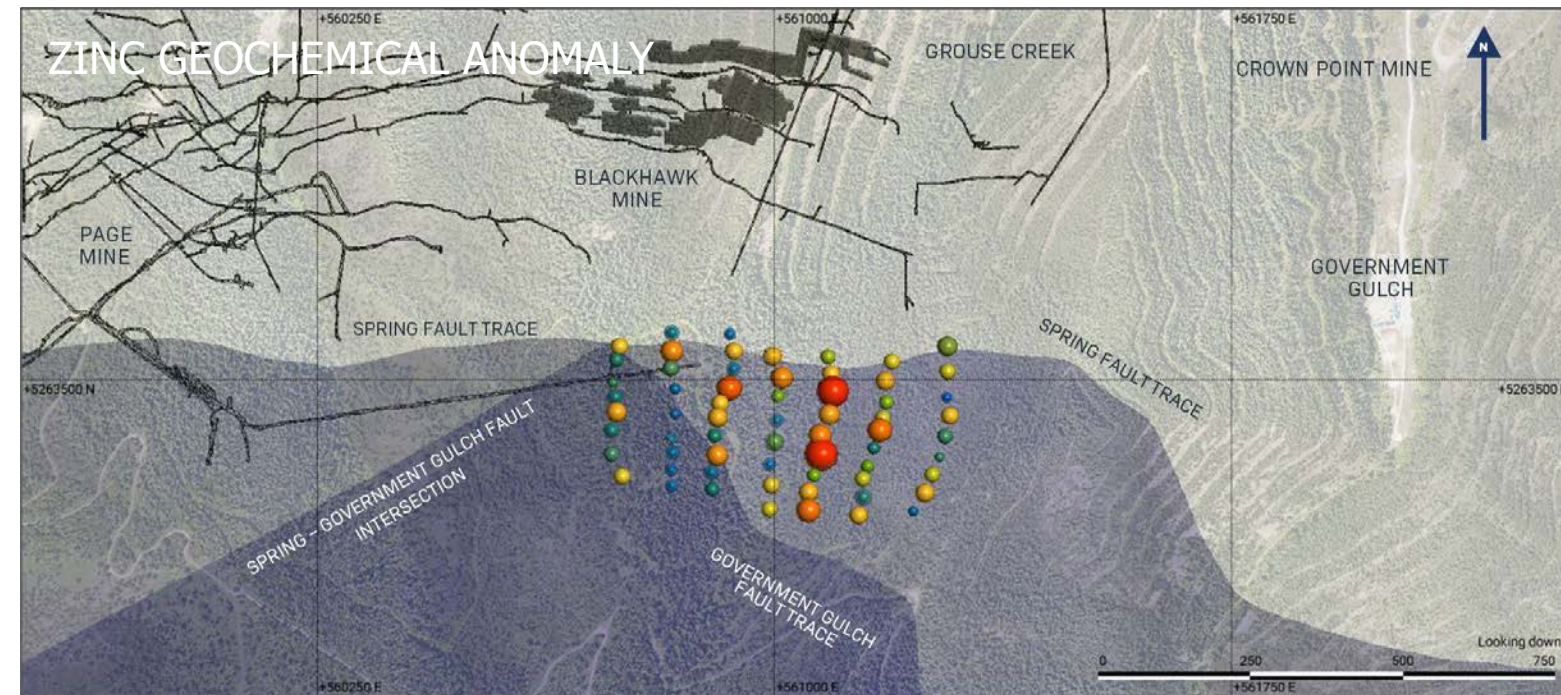 +560250 E
+561000 E
+561750 E
ZINC GEOCHEMICAL ANOMALY
GROUSE CREEK
CROWN POINT MINE
N
BLACKHAWK
MINE
PAGE
MINE
GOVERNMENT
GULCH
SPRING FAULT TRACE
SPRING FAULT TRACE
+5263500 N
+5263500
SPRING – GOVERNMENT GULCH FAULT
INTERSECTION
GOVERNMENT GULCH
FAULT TRACE
Looking down
0 250 500 750
+560250 E
+561000 E
+561750 E